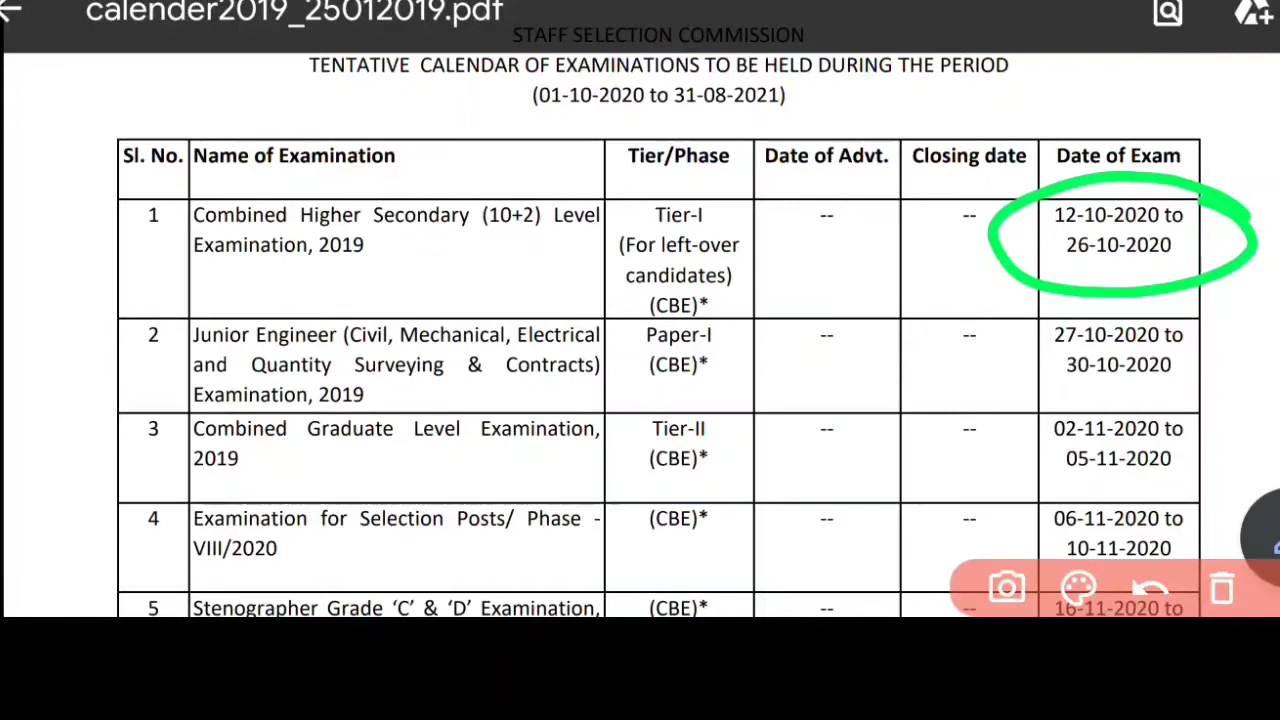 calender2019_25012019.pdf
STAFF SELECTION COMMISSION
TENTATIVE CALENDAR OF EXAMINATIONS TO BE HELD DURING THE PERIOD
(01-10-2020 to 31-08-2021)
Sl. No. Name of Examination Tier/Phase Date of Advt. Closing date Date of Exam
1 Combined Higher Secondary (10+2) Level Tier-I -- -- 12-10-2020 to
Examination, 2019 (For left-over 26-10-2020
candidates)
(CBE)*
2 Junior Engineer (Civil, Mechanical, Electrical Paper-I -- -- 27-10-2020 to
and Quantity Surveying & Contracts) (CBE)* 30-10-2020
Examination, 2019
3 Combined Graduate Level Examination, Tier-II -- -- 02-11-2020 to
2019 (CBE)* 05-11-2020
4 Examination for Selection Posts/ Phase - (CBE)* -- -- 06-11-2020 to
VIII/2020 10-11-2020
5 Stenographer Grade ‘C’ & ‘D’ Examination, (CBE)* -- -- 16-11-2020 to